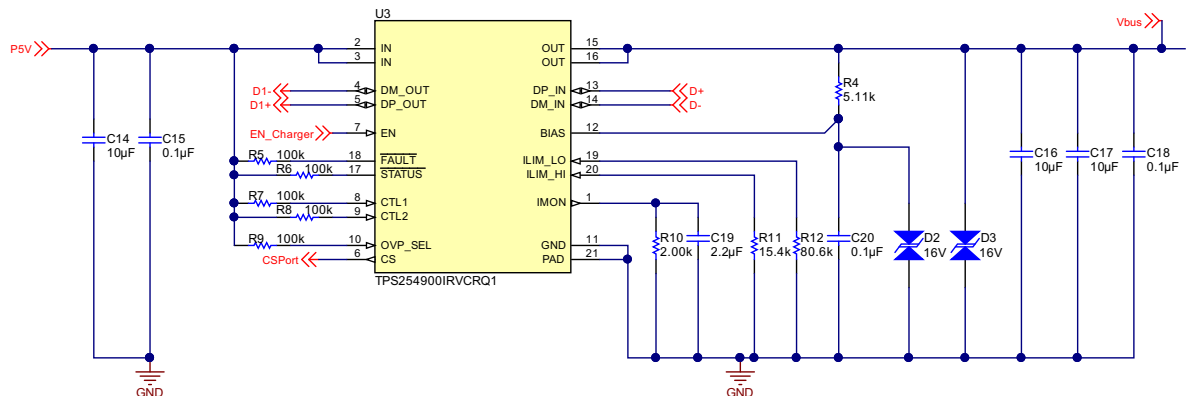 U3
Vbus
P5V
2 IN OUT 15
3 IN OUT 16
D1- 4 DM_OUT DP_IN 13 D+
D1+ 5 DP_OUT DM_IN 14 D-
R4
5.11k
EN_Charger 7 EN BIAS 12
C14
10µF
C15
0.1µF
R5 100k 18 FAULT ILIM_LO 19
R6 100k 17 STATUS ILIM_HI 20
C16
10µF
C17
10µF
C18
0.1µF
R7 100k 8 CTL1 IMON 1
R8 100k 9 CTL2
R9 100k 10 OVP_SEL GND 11
CSPort 6 CS PAD 21
R10
2.00k
C19
2.2µF
R11
15.4k
R12
80.6k
C20
0.1µF
D2
16V
D3
16V
TPS254900IRVCRQ1
GND
GND